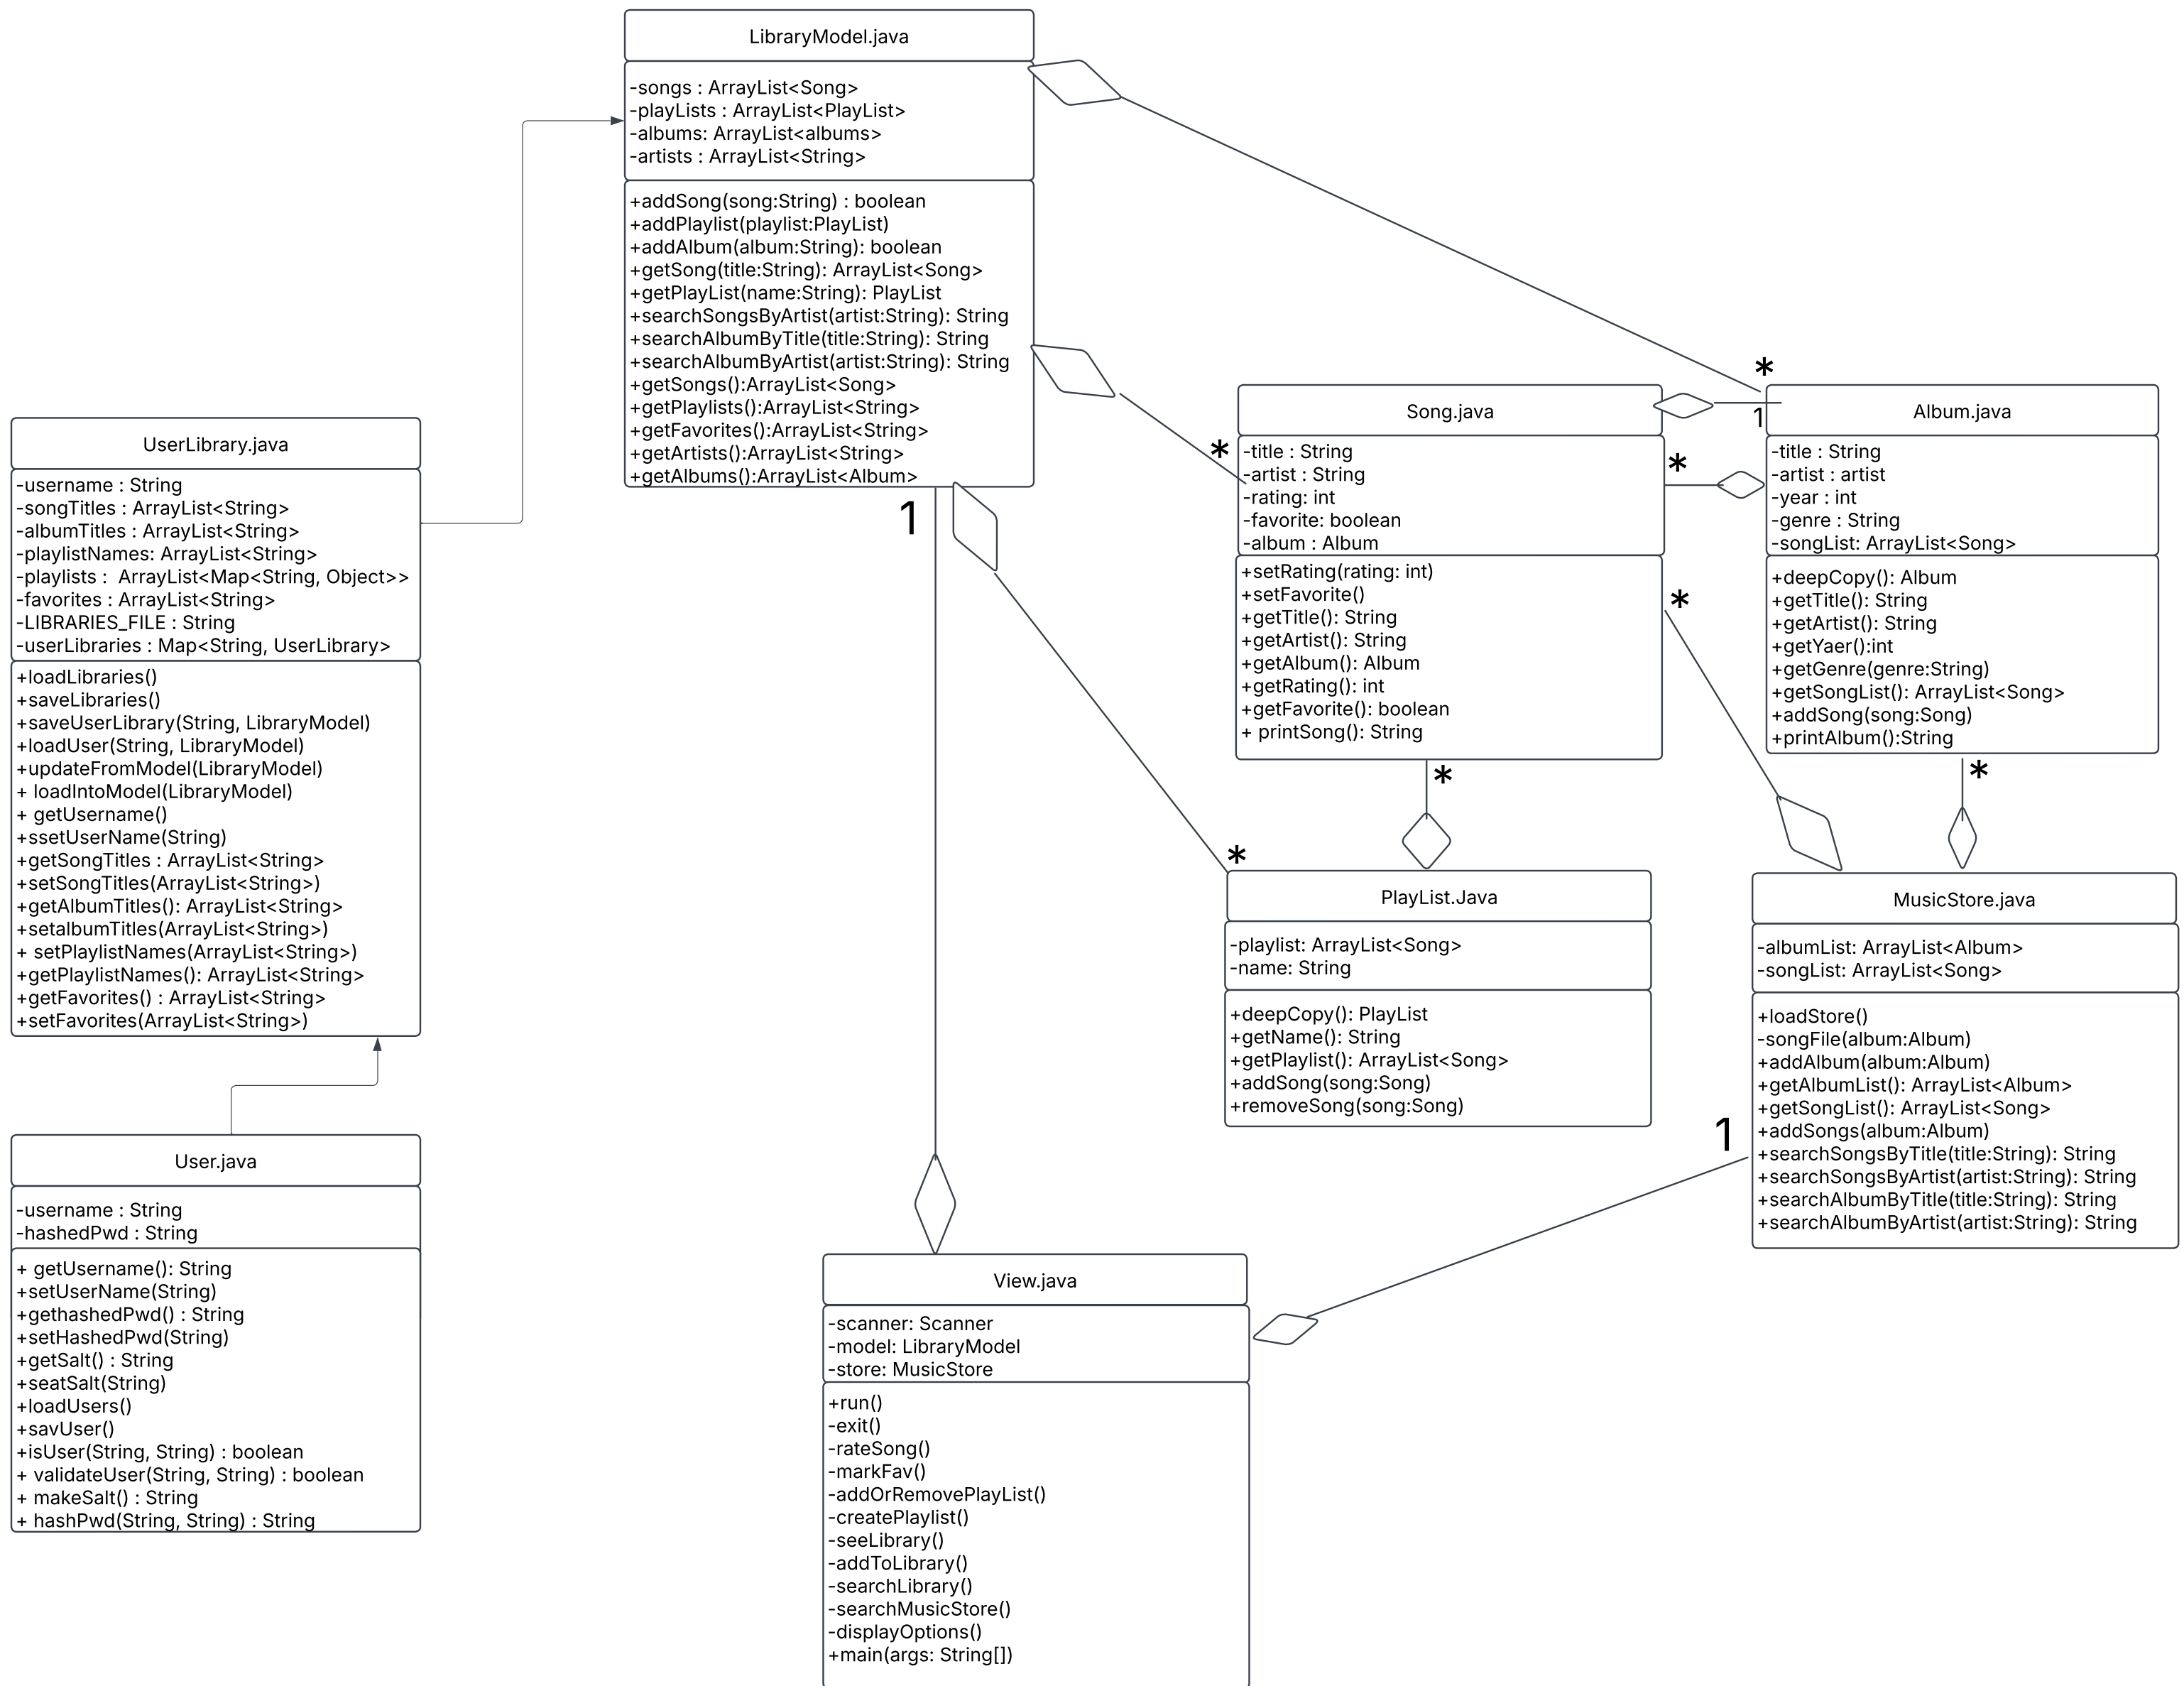 LibraryModel.java
-songs : ArrayList<Song>
-playLists : ArrayList<PlayList>
-albums: ArrayList<albums>
-artists : ArrayList<String>
+addSong(song:String) : boolean
+addPlaylist(playlist:PlayList)
+addAlbum(album:String): boolean
+getSong(title:String): ArrayList<Song>
+getPlayList(name:String): PlayList
+searchSongsByArtist(artist:String): String
+searchAlbumByTitle(title:String): String
+searchAlbumByArtist(artist:String): String
+getSongs():ArrayList<Song>
+getPlaylists():ArrayList<String>
+getFavorites():ArrayList<String>
+getArtists():ArrayList<String>
+getAlbums():ArrayList<Album>
1
*
*
*
UserLibrary.java
-username : String
-songTitles : ArrayList<String>
-albumTitles : ArrayList<String>
-playlistNames: ArrayList<String>
-playlists :  ArrayList<Map<String, Object>>
-favorites : ArrayList<String>
-LIBRARIES_FILE : String
-userLibraries : Map<String, UserLibrary>
+loadLibraries()
+saveLibraries()
+saveUserLibrary(String, LibraryModel)
+loadUser(String, LibraryModel)
+updateFromModel(LibraryModel)
+ loadIntoModel(LibraryModel)
+ getUsername()
+ssetUserName(String)
+getSongTitles : ArrayList<String>
+setSongTitles(ArrayList<String>)
+getAlbumTitles(): ArrayList<String>
+setalbumTitles(ArrayList<String>)
+ setPlaylistNames(ArrayList<String>)
+getPlaylistNames(): ArrayList<String>
+getFavorites() : ArrayList<String>
+setFavorites(ArrayList<String>)
User.java
-username : String
-hashedPwd : String
+ getUsername(): String
+setUserName(String)
+gethashedPwd() : String
+setHashedPwd(String)
+getSalt() : String
+seatSalt(String)
+loadUsers()
+savUser()
+isUser(String, String) : boolean
+ validateUser(String, String) : boolean
+ makeSalt() : String
+ hashPwd(String, String) : String
Song.java
-title : String
-artist : String
-rating: int
-favorite: boolean
-album : Album
+setRating(rating: int)
+setFavorite()
+getTitle(): String
+getArtist(): String
+getAlbum(): Album
+getRating(): int
+getFavorite(): boolean
+ printSong(): String
1
*
*
*
Album.java
-title : String
-artist : artist
-year : int
-genre : String
-songList: ArrayList<Song>
+deepCopy(): Album
+getTitle(): String
+getArtist(): String
+getYaer():int
+getGenre(genre:String)
+getSongList(): ArrayList<Song>
+addSong(song:Song)
+printAlbum():String
*
PlayList.Java
-playlist: ArrayList<Song>
-name: String
+deepCopy(): PlayList
+getName(): String
+getPlaylist(): ArrayList<Song>
+addSong(song:Song)
+removeSong(song:Song)
MusicStore.java
-albumList: ArrayList<Album>
-songList: ArrayList<Song>
+loadStore()
-songFile(album:Album)
+addAlbum(album:Album)
+getAlbumList(): ArrayList<Album>
+getSongList(): ArrayList<Song>
+addSongs(album:Album)
+searchSongsByTitle(title:String): String
+searchSongsByArtist(artist:String): String
+searchAlbumByTitle(title:String): String
+searchAlbumByArtist(artist:String): String
1
View.java
-scanner: Scanner
-model: LibraryModel
-store: MusicStore
+run()
-exit()
-rateSong()
-markFav()
-addOrRemovePlayList()
-createPlaylist()
-seeLibrary()
-addToLibrary()
-searchLibrary()
-searchMusicStore()
-displayOptions()
+main(args: String[])